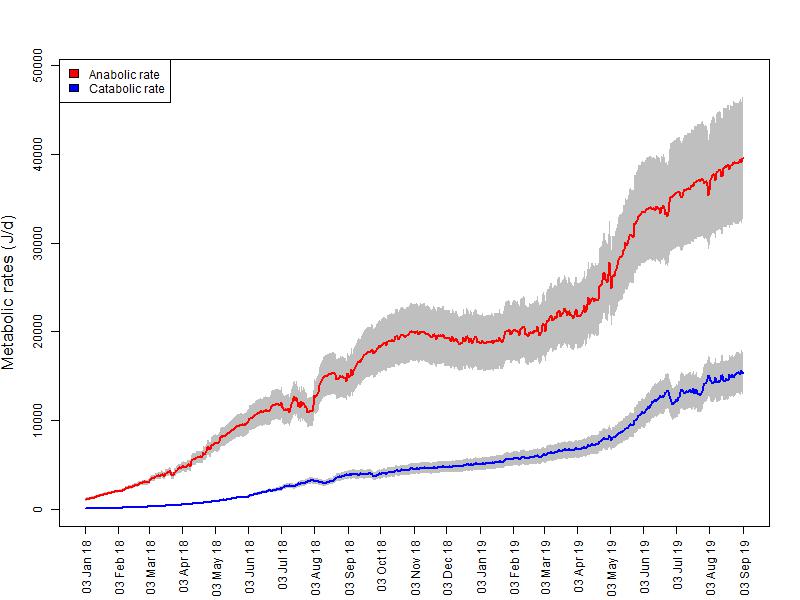 Anabolic rate
Catabolic rate
Metabolic rates (J/d)
50000
40000
30000
20000
10000
0
03 Jan 18
03 Feb 18
03 Mar 18
03 Apr 18
03 May 18
03 Jun 18
03 Jul 18
03 Aug 18
03 Sep 18
03 Oct 18
03 Nov 18
03 Dec 18
03 Jan 19
03 Feb 19
03 Mar 19
03 Apr 19
03 May 19
03 Jun 19
03 Jul 19
03 Aug 19
03 Sep 19